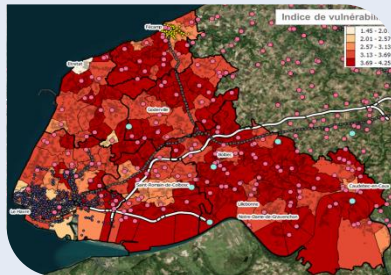 Indice de vulnérabili
1.45 - 2.0
2.01 - 2.57
2.57 - 3.13
3.13 - 3.69
3.69 - 4.25
Fécamp
Etretat
Goderville
Bolbec
Saint Romain de Colbosc
Caudebec-en-Caux
Lillebonne
Le Havre
Notre-Dame-de-Gravenchon